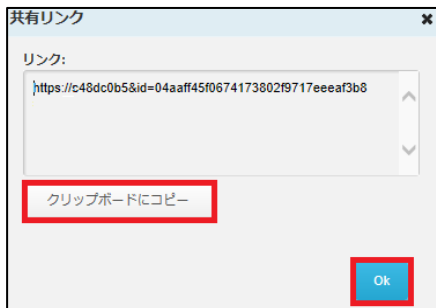 共有リンク
リンク:
https://c48dc0b5&id=04aaff45f0674173802f9717eeeaf3b8
クリップボードにコピー
Ok